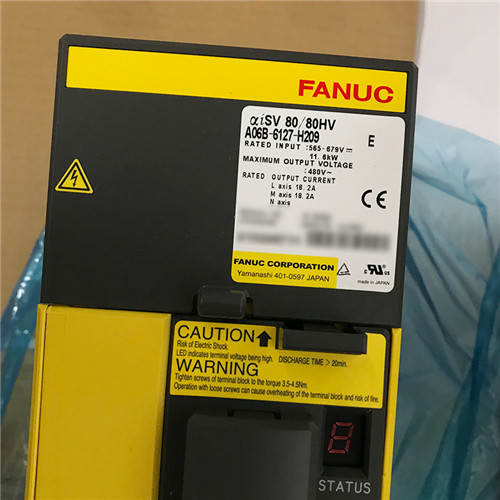 FANUC
αiSV 80/80HV
A06B-6127-H209 E
RATED INPUT :565-679V⎓
11.6kW
MAXIMUM OUTPUT VOLTAGE
:480V~
RATED OUTPUT CURRENT
L axis 18.2A
M axis 18.2A
N axis
CE
FANUC CORPORATION
Yamanashi 401-0597 JAPAN
c RU us
made in JAPAN
CAUTION
Risk of Electric Shock.
LED indicates terminal voltage being high. DISCHARGE TIME > 20min.
WARNING
Tighten screws of terminal block to the torque 3.5-4.5Nm.
Operation with loose screws can cause overheating of the terminal block and risk of fire.
8
STATUS